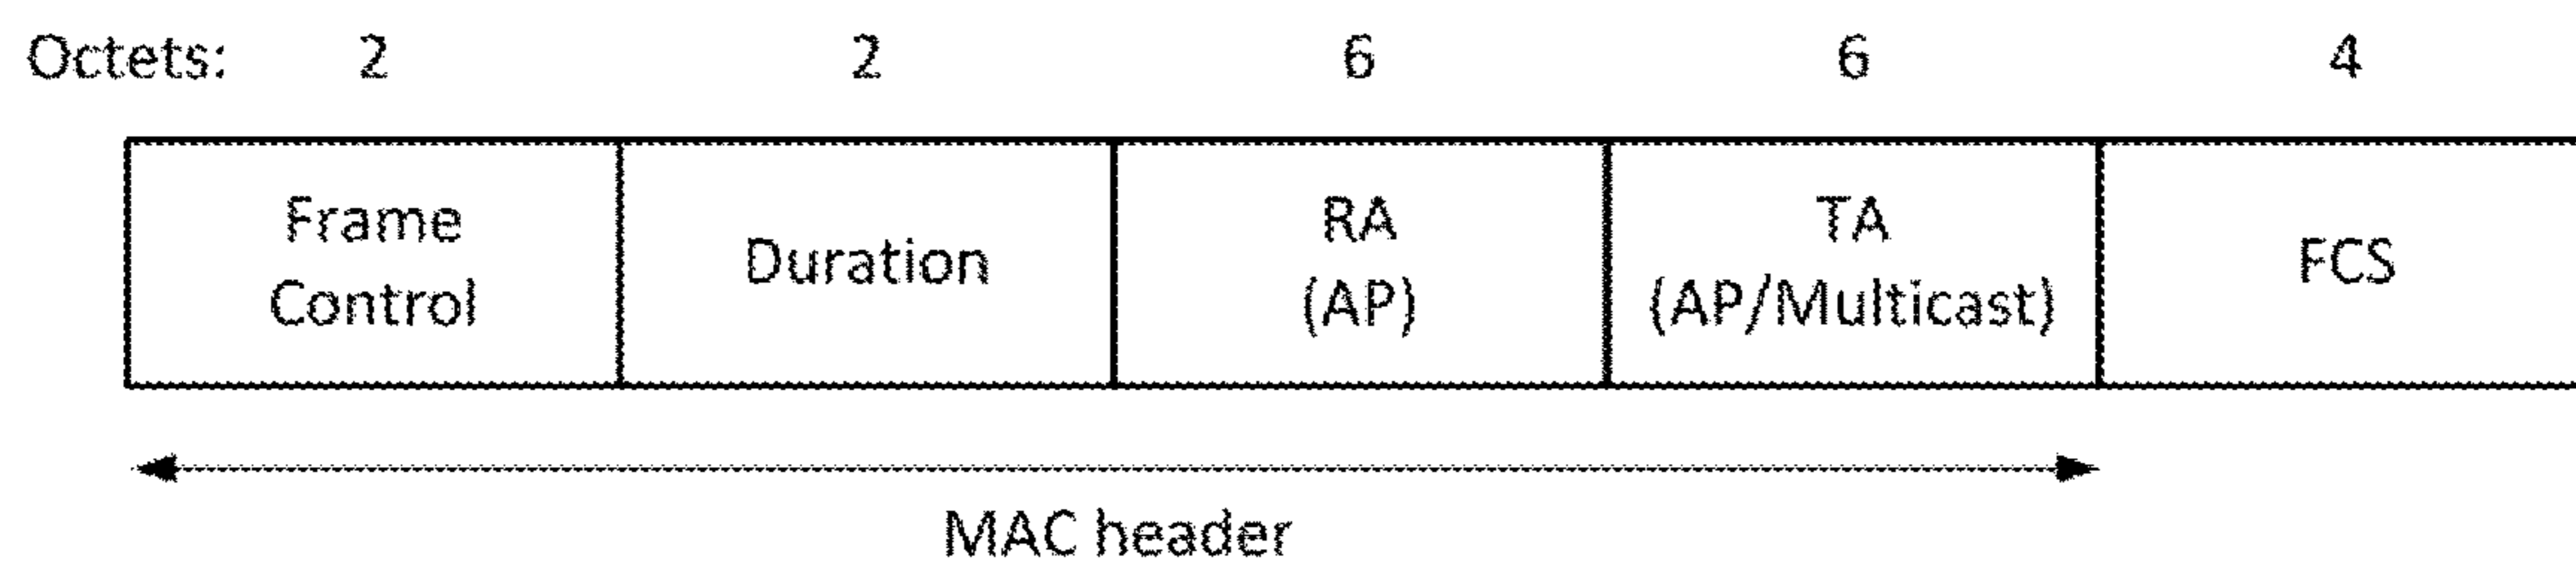 Octets: 2 2 6 6 4
Frame
Control
Duration
RA
(AP)
TA
(AP/Multicast)
FCS
MAC header